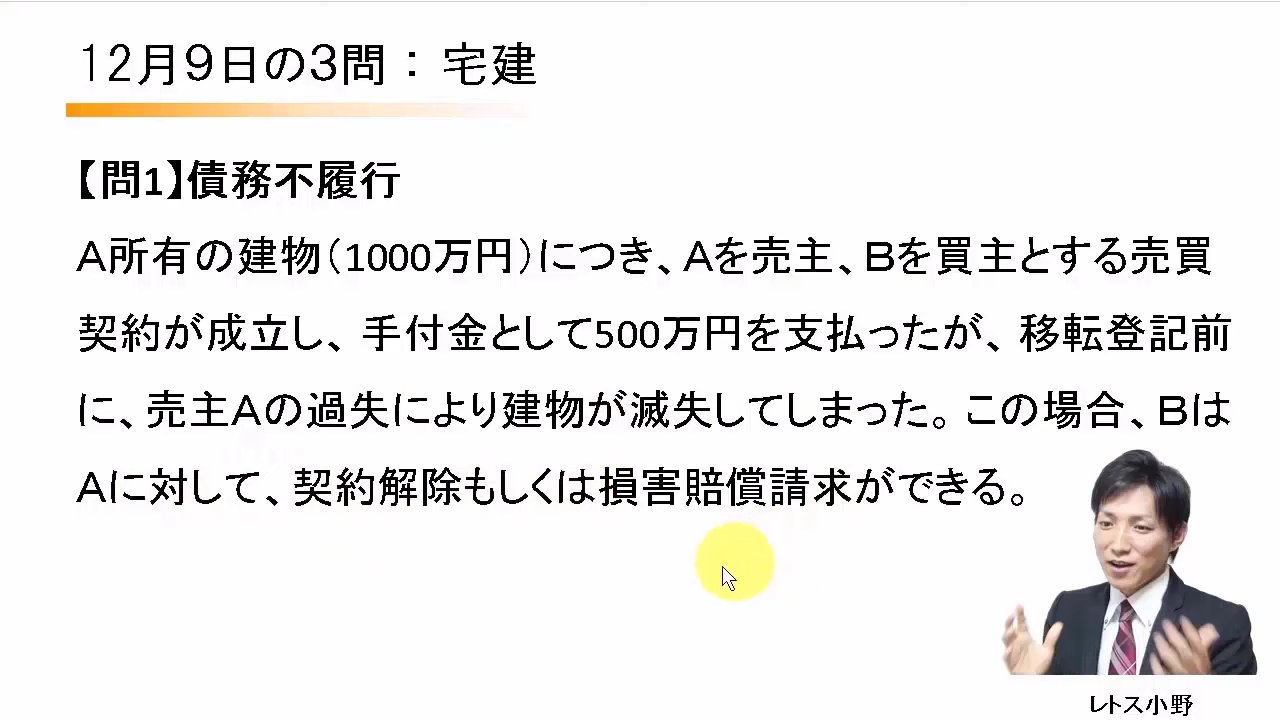 12月９日の３問：宅建
【問1】債務不履行
Ａ所有の建物（1000万円）につき、Ａを売主、Ｂを買主とする売買
契約が成立し、手付金として500万円を支払ったが、移転登記前
に、売主Ａの過失により建物が滅失してしまった。この場合、Ｂは
Ａに対して、契約解除もしくは損害賠償請求ができる。
レトス小野